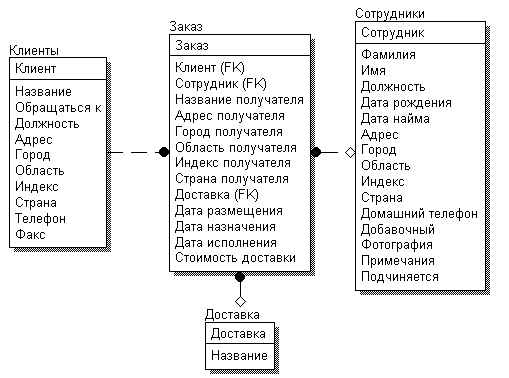 Клиенты
Клиент
Название
Обращаться к
Должность
Адрес
Город
Область
Индекс
Страна
Телефон
Факс
Заказ
Заказ
Клиент (FK)
Сотрудник (FK)
Название получателя
Адрес получателя
Город получателя
Область получателя
Индекс получателя
Страна получателя
Доставка (FK)
Дата размещения
Дата назначения
Дата исполнения
Стоимость доставки
Сотрудники
Сотрудник
Фамилия
Имя
Должность
Дата рождения
Дата найма
Адрес
Город
Область
Индекс
Страна
Домашний телефон
Добавочный
Фотография
Примечания
Подчиняется
Доставка
Доставка
Название